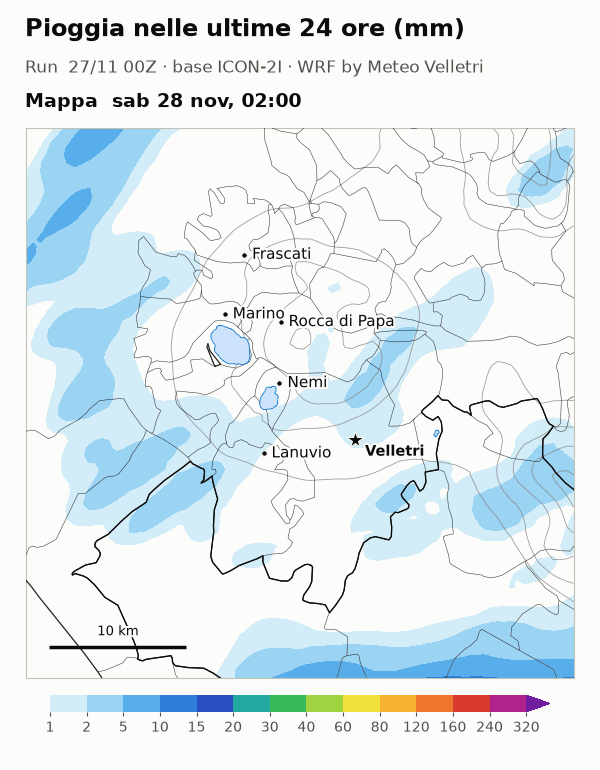 Pioggia nelle ultime 24 ore (mm)
Run  27/11 00Z · base ICON-2I · WRF by Meteo Velletri
Mappa  sab 28 nov, 02:00
Frascati
Marino
Rocca di Papa
Nemi
Velletri
Lanuvio
10 km
1 2 5 10 15 20 30 40 60 80 120 160 240 320